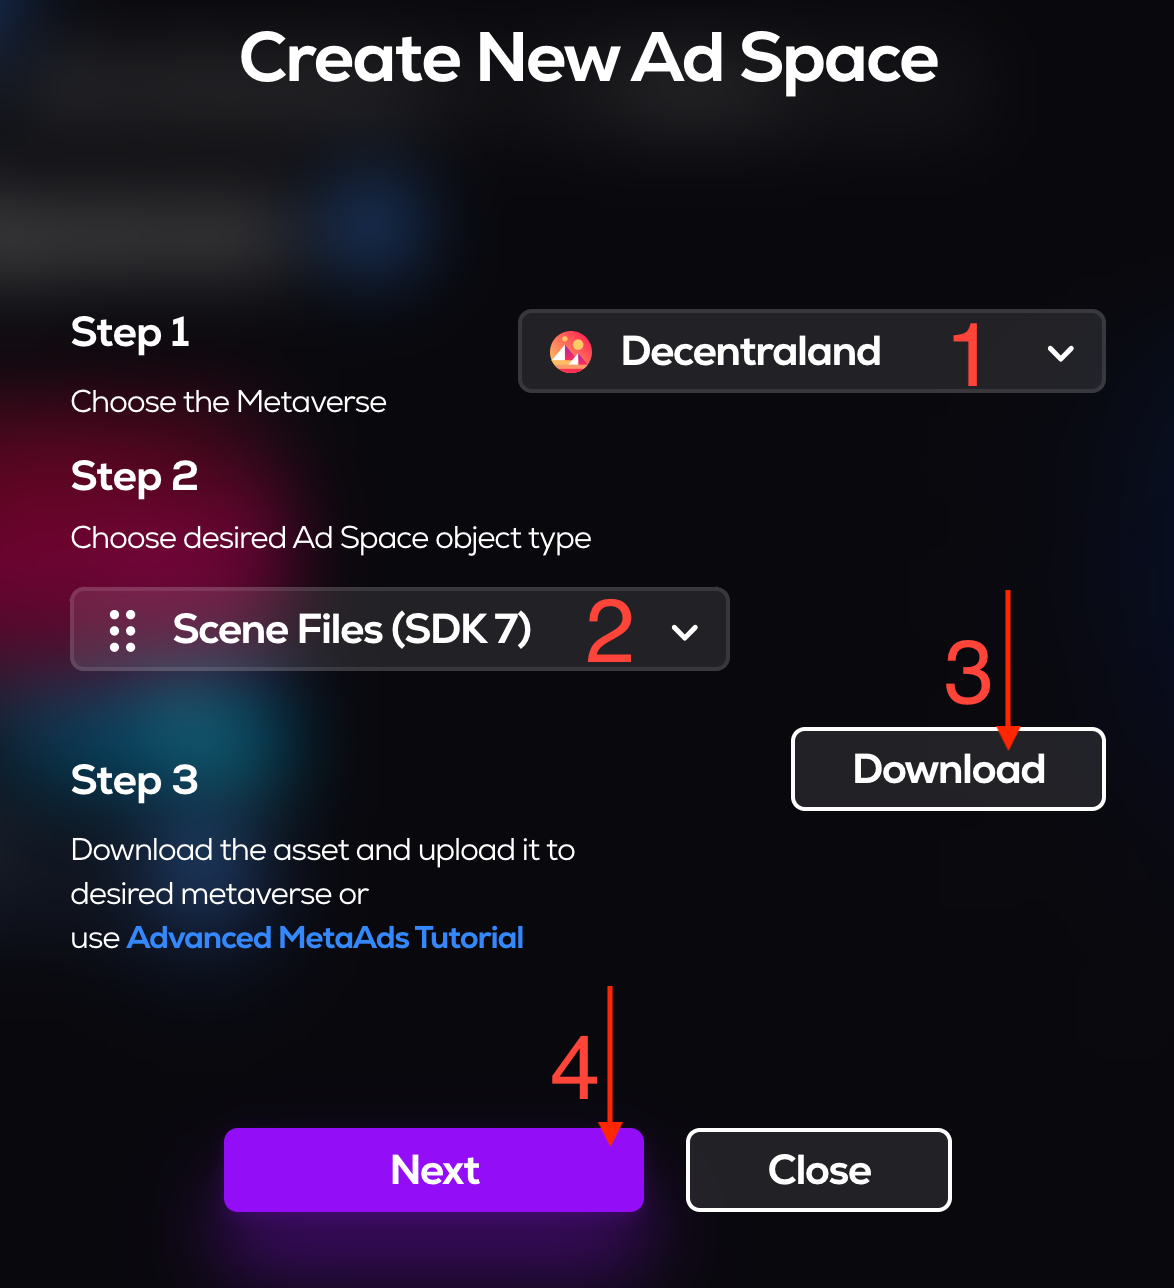 Create New Ad Space
Step 1
Decentraland 1
Choose the Metaverse
Step 2
Choose desired Ad Space object type
Scene Files (SDK 7) 2
3
Download
Step 3
Download the asset and upload it to
desired metaverse or
use Advanced MetaAds Tutorial
4
Next
Close